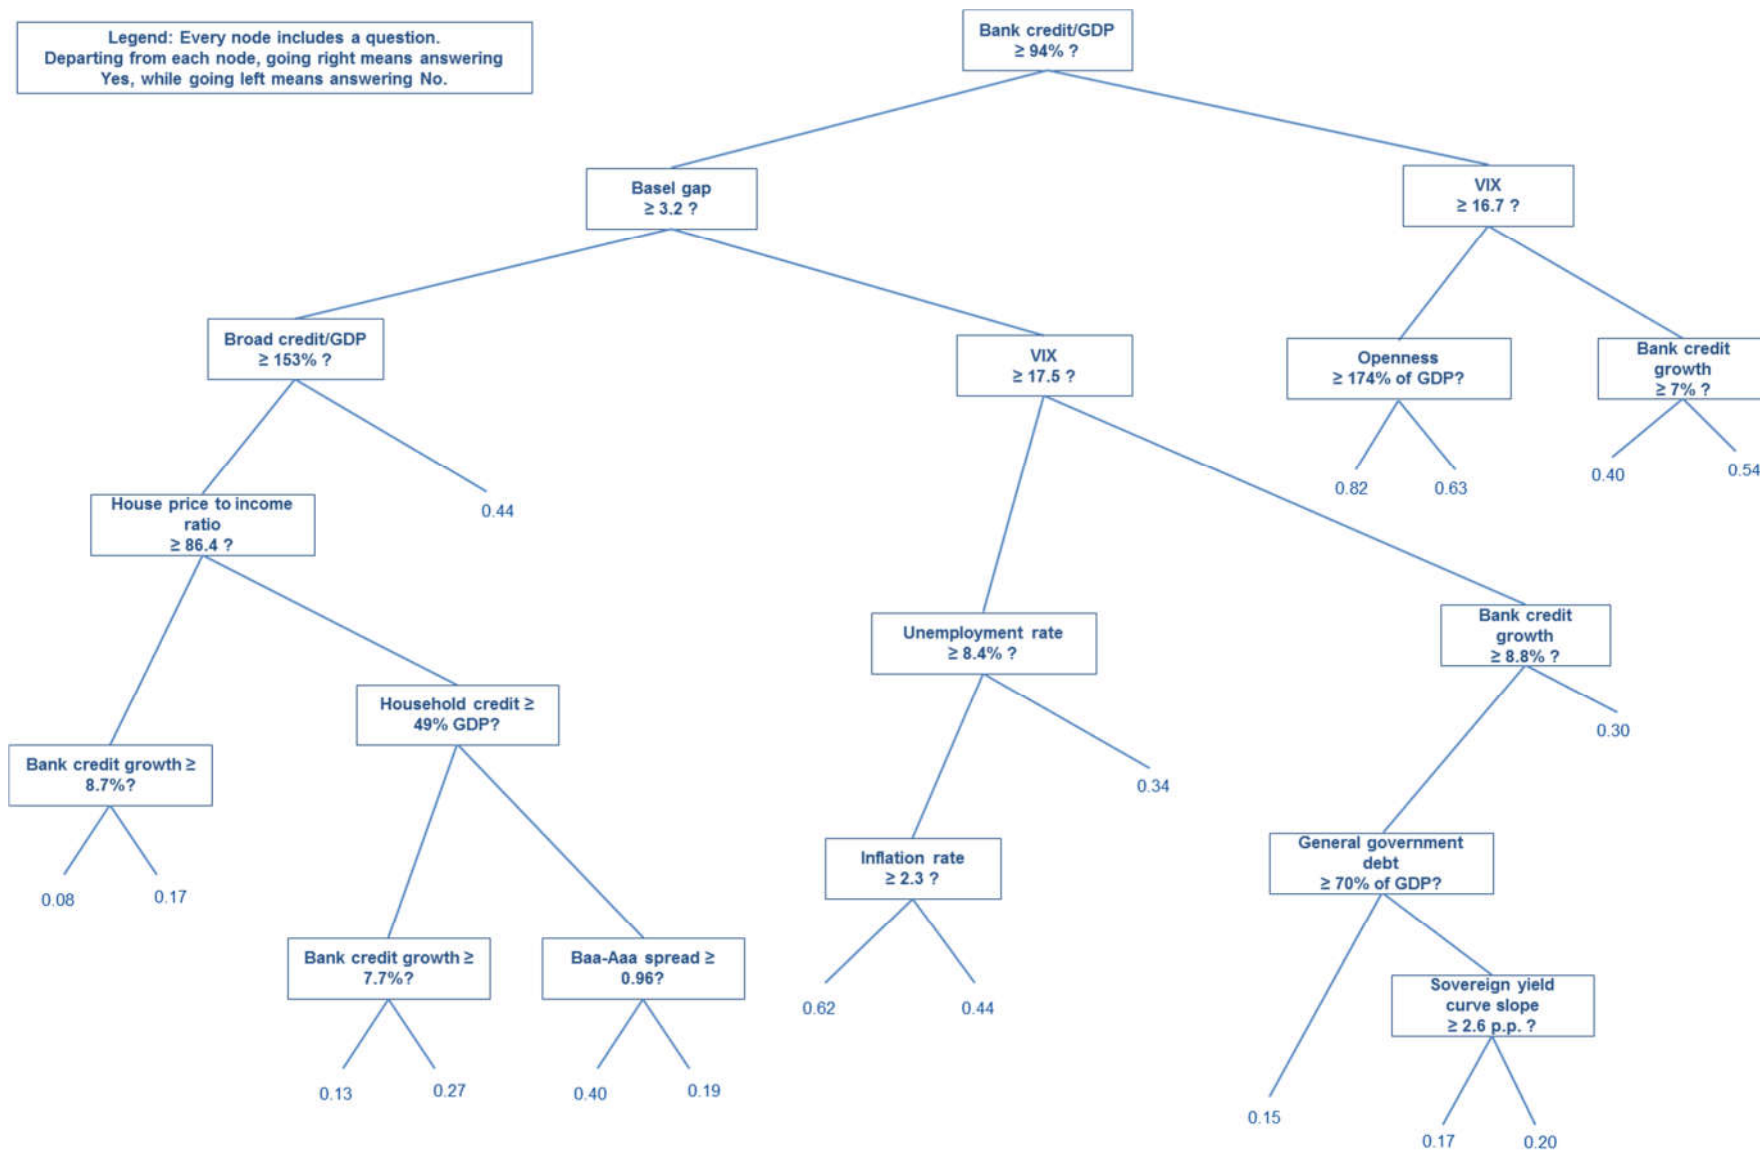 Legend: Every node includes a question.
Departing from each node, going right means answering
Yes, while going left means answering No.
Bank credit/GDP
≥ 94% ?
Basel gap
≥ 3.2 ?
VIX
≥ 16.7 ?
Broad credit/GDP
≥ 153% ?
VIX
≥ 17.5 ?
Openness
≥ 174% of GDP?
Bank credit
growth
≥ 7% ?
0.82
0.63
0.40
0.54
House price to income
ratio
≥ 86.4 ?
0.44
Unemployment rate
≥ 8.4% ?
Bank credit
growth
≥ 8.8% ?
Household credit ≥
49% GDP?
0.30
Bank credit growth ≥
8.7%?
0.34
Inflation rate
≥ 2.3 ?
General government
debt
≥ 70% of GDP?
0.08
0.17
Bank credit growth ≥
7.7%?
Baa-Aaa spread ≥
0.96?
0.62
0.44
Sovereign yield
curve slope
≥ 2.6 p.p. ?
0.13
0.27
0.40
0.19
0.15
0.17
0.20